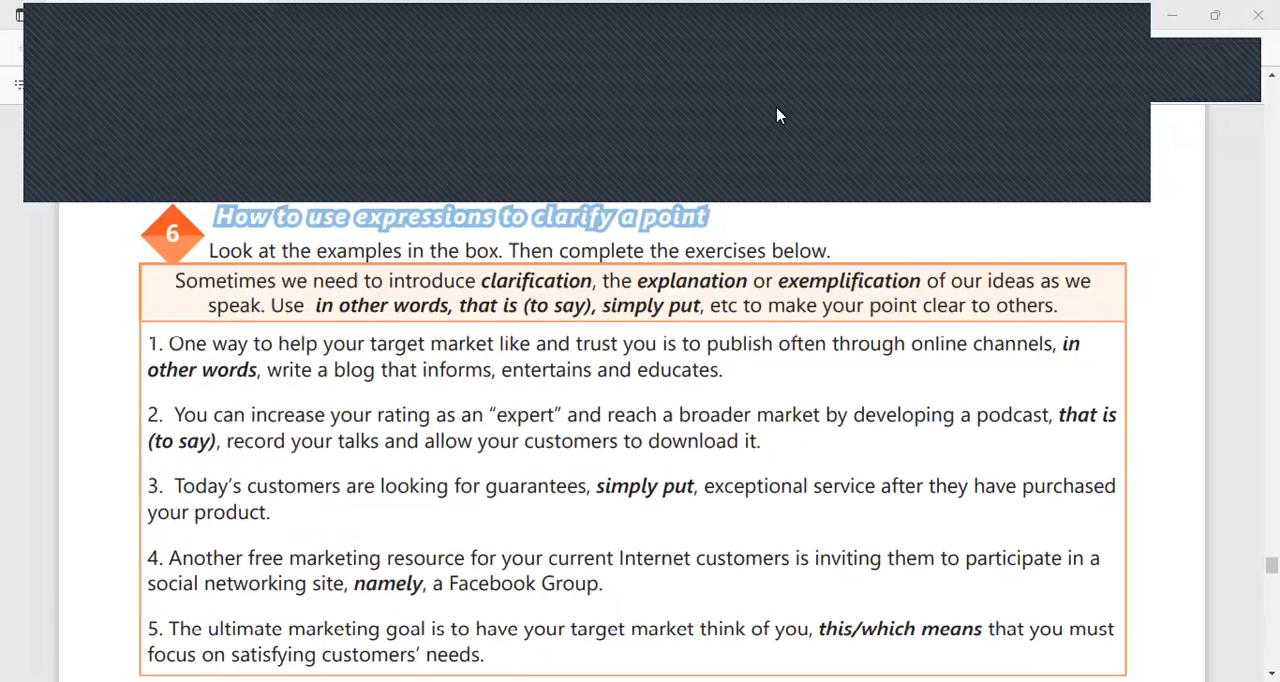 How to use expressions to clarify a point
6
Look at the examples in the box. Then complete the exercises below.
Sometimes we need to introduce clarification, the explanation or exemplification of our ideas as we
speak. Use in other words, that is (to say), simply put, etc to make your point clear to others.
1. One way to help your target market like and trust you is to publish often through online channels, in
other words, write a blog that informs, entertains and educates.
2. You can increase your rating as an “expert” and reach a broader market by developing a podcast, that is
(to say), record your talks and allow your customers to download it.
3. Today’s customers are looking for guarantees, simply put, exceptional service after they have purchased
your product.
4. Another free marketing resource for your current Internet customers is inviting them to participate in a
social networking site, namely, a Facebook Group.
5. The ultimate marketing goal is to have your target market think of you, this/which means that you must
focus on satisfying customers’ needs.